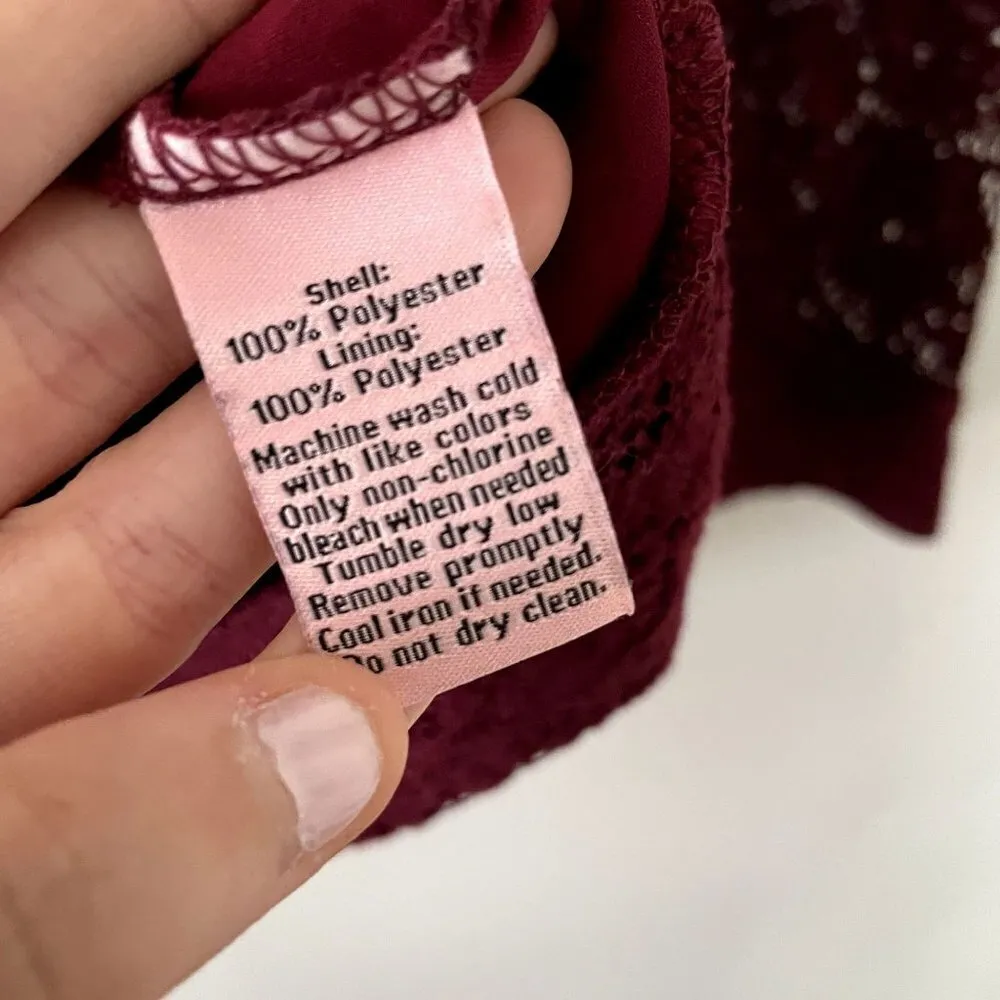 Shell:
100% Polyester
Lining:
100% Polyester
Machine wash cold
with like colors
Only non-chlorine
bleach when needed
Tumble dry low
Remove promptly
Cool iron if needed.
Do not dry clean.